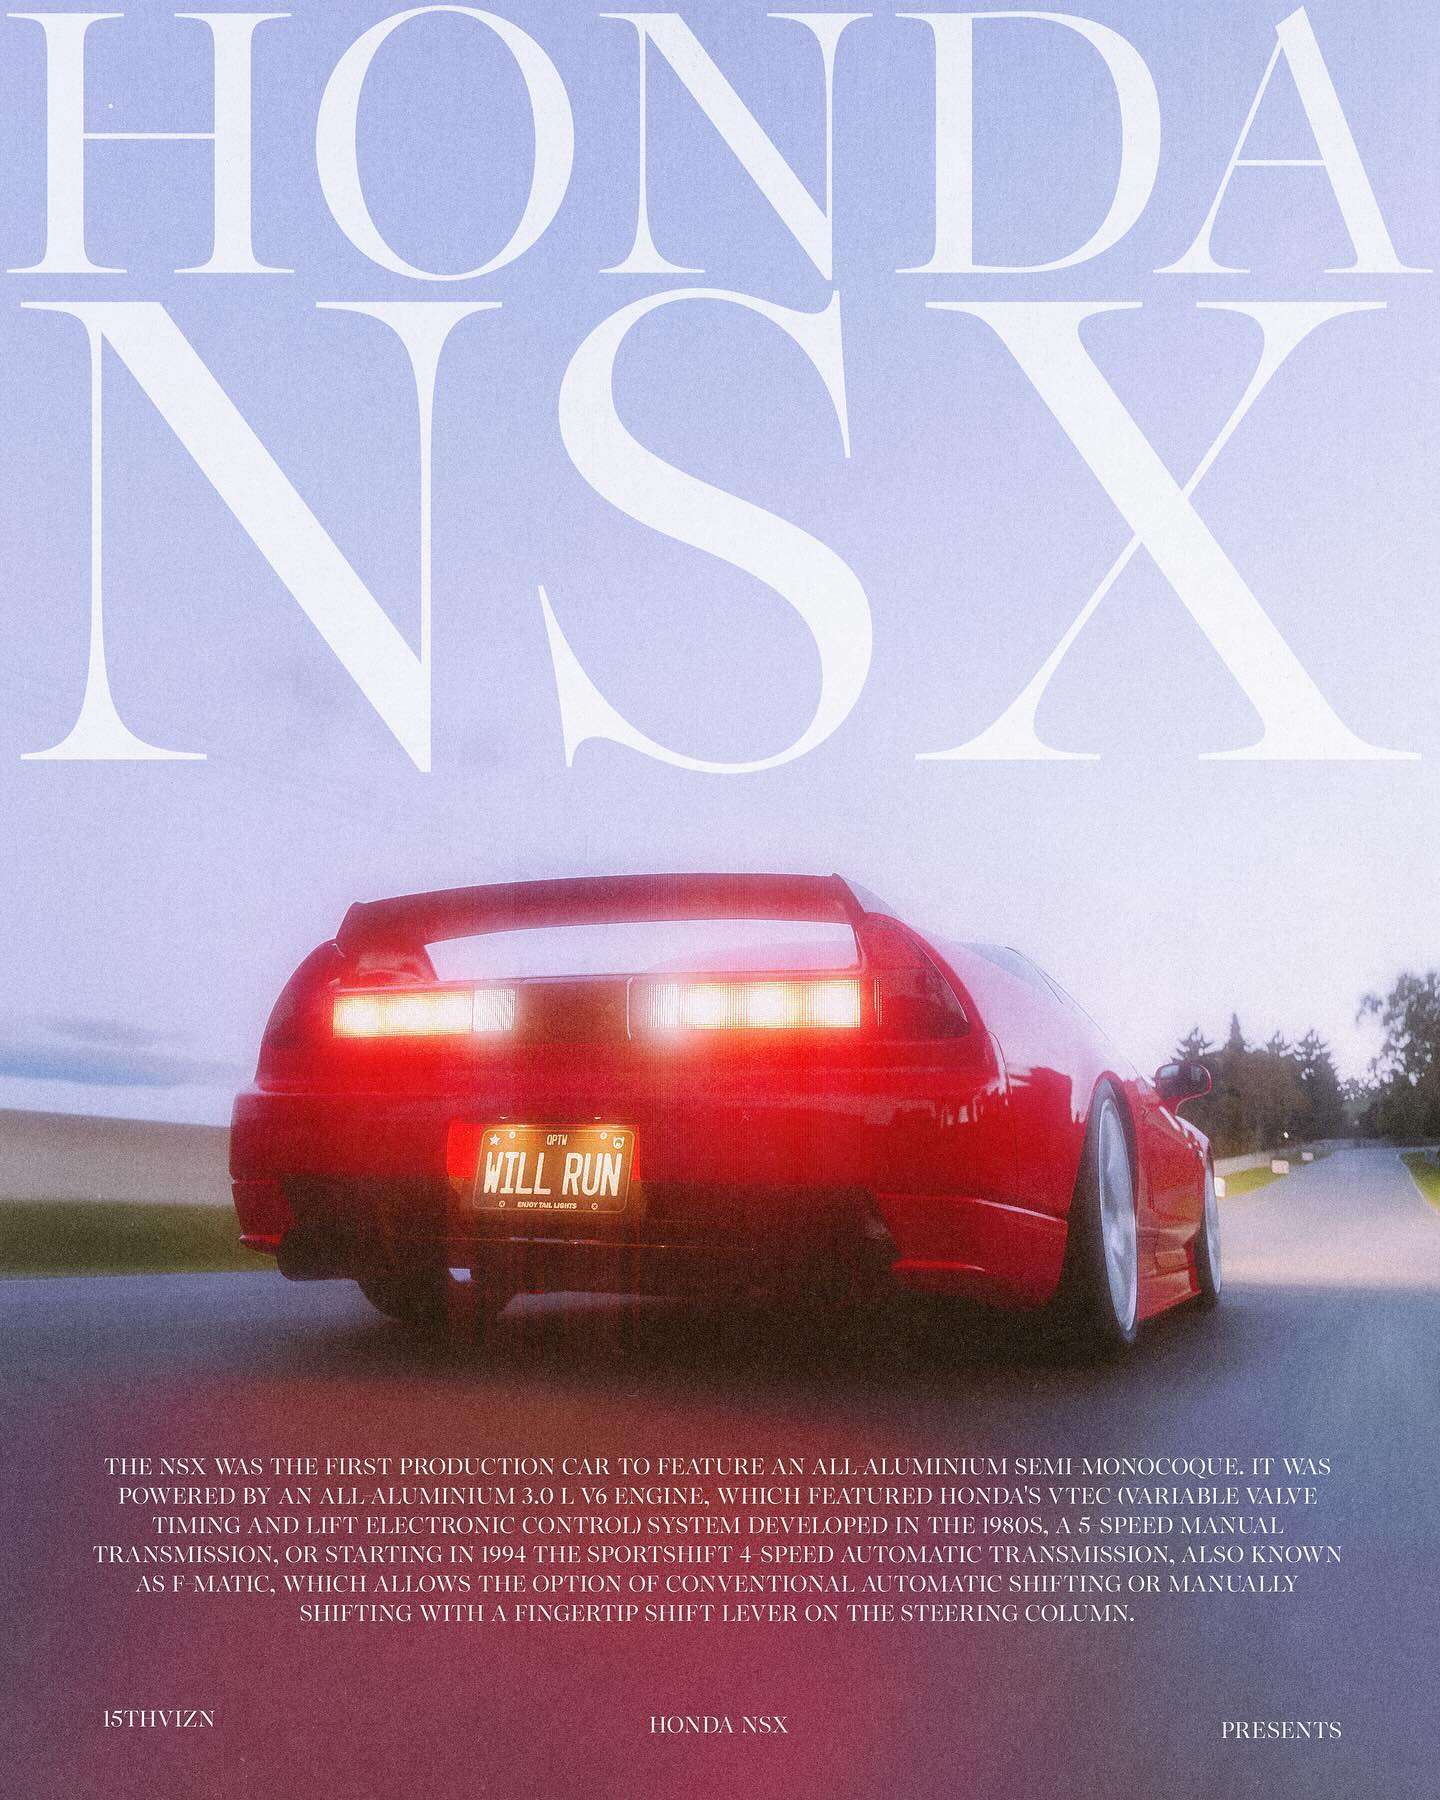 HONDA
NSX
QPTW
WILL RUN
ENJOY TAIL LIGHTS
THE NSX WAS THE FIRST PRODUCTION CAR TO FEATURE AN ALL-ALUMINIUM SEMI-MONOCOQUE. IT WAS
POWERED BY AN ALL-ALUMINIUM 3.0 L V6 ENGINE, WHICH FEATURED HONDA'S VTEC (VARIABLE VALVE
TIMING AND LIFT ELECTRONIC CONTROL) SYSTEM DEVELOPED IN THE 1980S, A 5-SPEED MANUAL
TRANSMISSION, OR STARTING IN 1994 THE SPORTSHIFT 4-SPEED AUTOMATIC TRANSMISSION, ALSO KNOWN
AS F-MATIC, WHICH ALLOWS THE OPTION OF CONVENTIONAL AUTOMATIC SHIFTING OR MANUALLY
SHIFTING WITH A FINGERTIP SHIFT LEVER ON THE STEERING COLUMN.
15THVIZN
HONDA NSX
PRESENTS